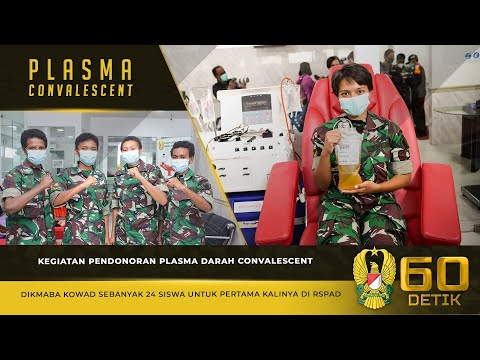 PLASMA
CONVALESCENT
KEGIATAN PENDONORAN PLASMA DARAH CONVALESCENT
DIKMABA KOWAD SEBANYAK 24 SISWA UNTUK PERTAMA KALINYA DI RSPAD
60
DETIK